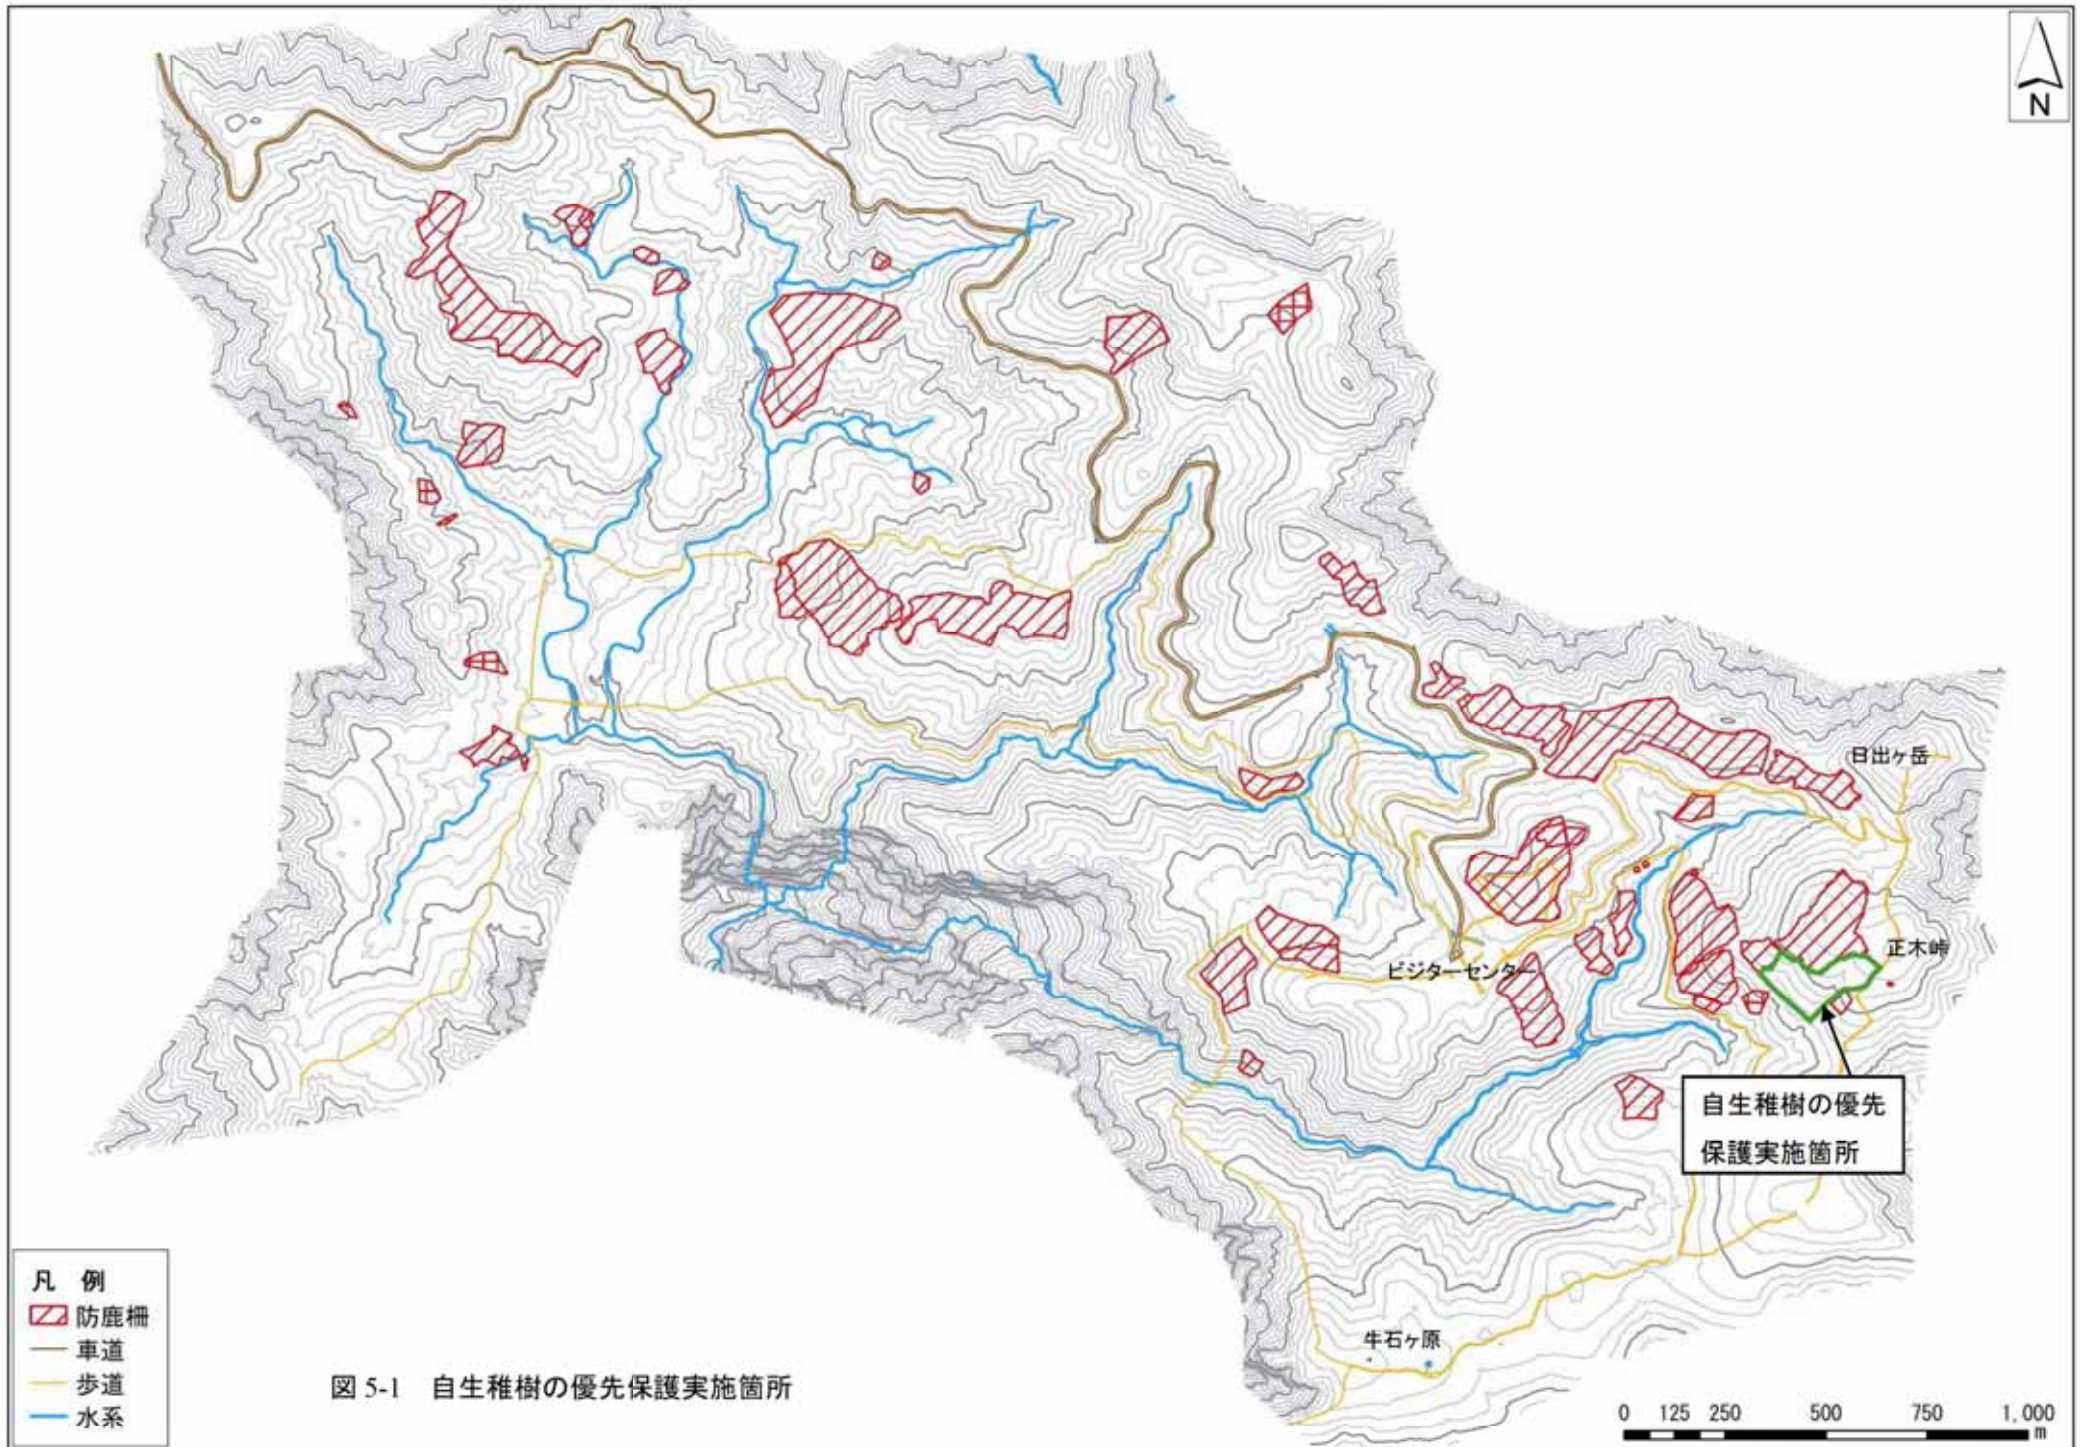 N
日出ヶ岳
正木峠
ビジターセンター
自生稚樹の優先
保護実施箇所
牛石ヶ原
凡 例
防鹿柵
車道
歩道
水系
図 5-1 自生稚樹の優先保護実施箇所
0 125 250 500 750 1,000
m